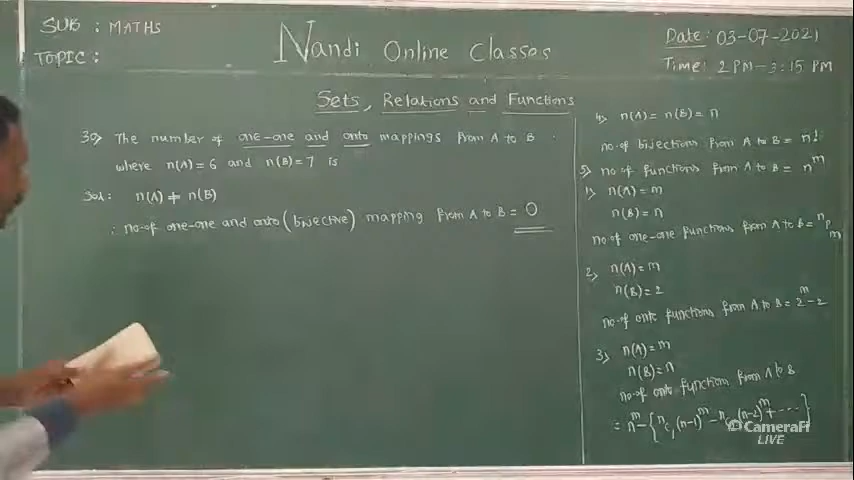 SUB : MATHS
TOPIC :
Nandi Online Classes
Date: 03-07-2021
Time: 2 PM-3:15 PM
Sets, Relations and Functions
30) The number of one-one and onto mappings from A to B
where n(A)=6 and n(B)=7 is
Sol: n(A) ≠ n(B)
∴ no.of one-one and onto (bijective) mapping from A to B = 0
4) n(A) = n(B) = n
no.of bijections from A to B = n!
5) no of functions from A to B = n^m
1) n(A) = m
n(B) = n
no of one-one functions from A to B = nPm
2) n(A) = m
n(B) = 2
no.of onto functions from A to B = 2^m-2
3) n(A) = m
n(B) = n
no.of onto functions from A to B
= n^m - {nC1 (n-1)^m - nC2 (n-2)^m + ----}
CameraFi
LIVE